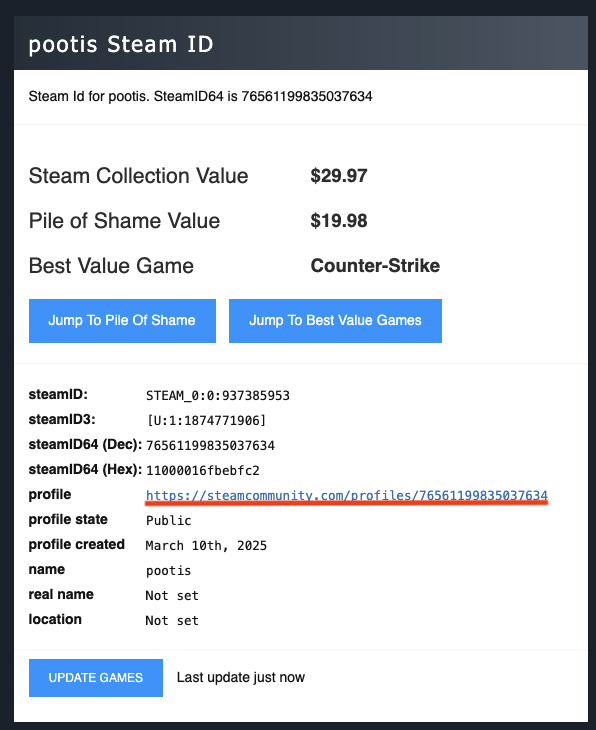 pootis Steam ID
Steam Id for pootis. SteamID64 is 76561199835037634
Steam Collection Value $29.97
Pile of Shame Value $19.98
Best Value Game Counter-Strike
Jump To Pile Of Shame Jump To Best Value Games
steamID: STEAM_0:0:937385953
steamID3: [U:1:1874771906]
steamID64 (Dec): 76561199835037634
steamID64 (Hex): 11000016fbebfc2
profile https://steamcommunity.com/profiles/76561199835037634
profile state Public
profile created March 10th, 2025
name pootis
real name Not set
location Not set
UPDATE GAMES Last update just now